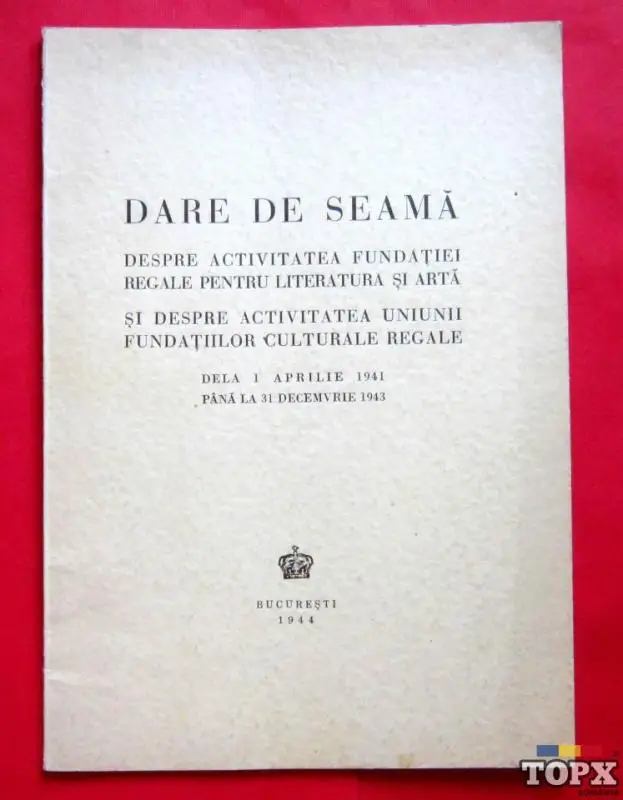 DARE DE SEAMĂ
DESPRE ACTIVITATEA FUNDAȚIEI
REGALE PENTRU LITERATURA ȘI ARTĂ
ȘI DESPRE ACTIVITATEA UNIUNII
FUNDAȚIILOR CULTURALE REGALE
DELA 1 APRILIE 1941
PÂNĂ LA 31 DECEMVRIE 1943
BUCUREȘTI
1944
TOPX
ROMÂNIA